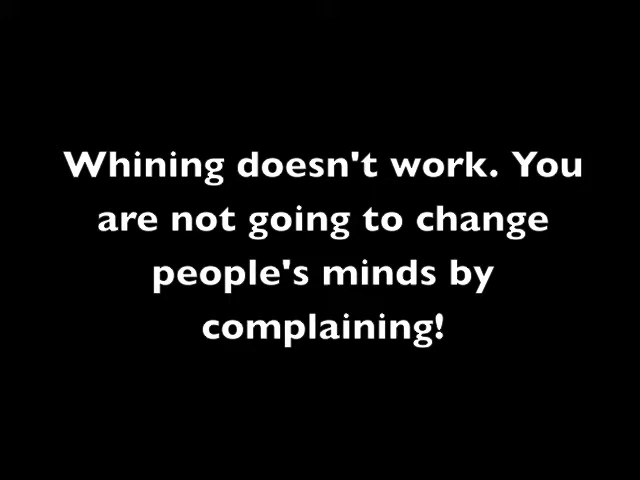 Whining doesn't work. You
are not going to change
people's minds by
complaining!